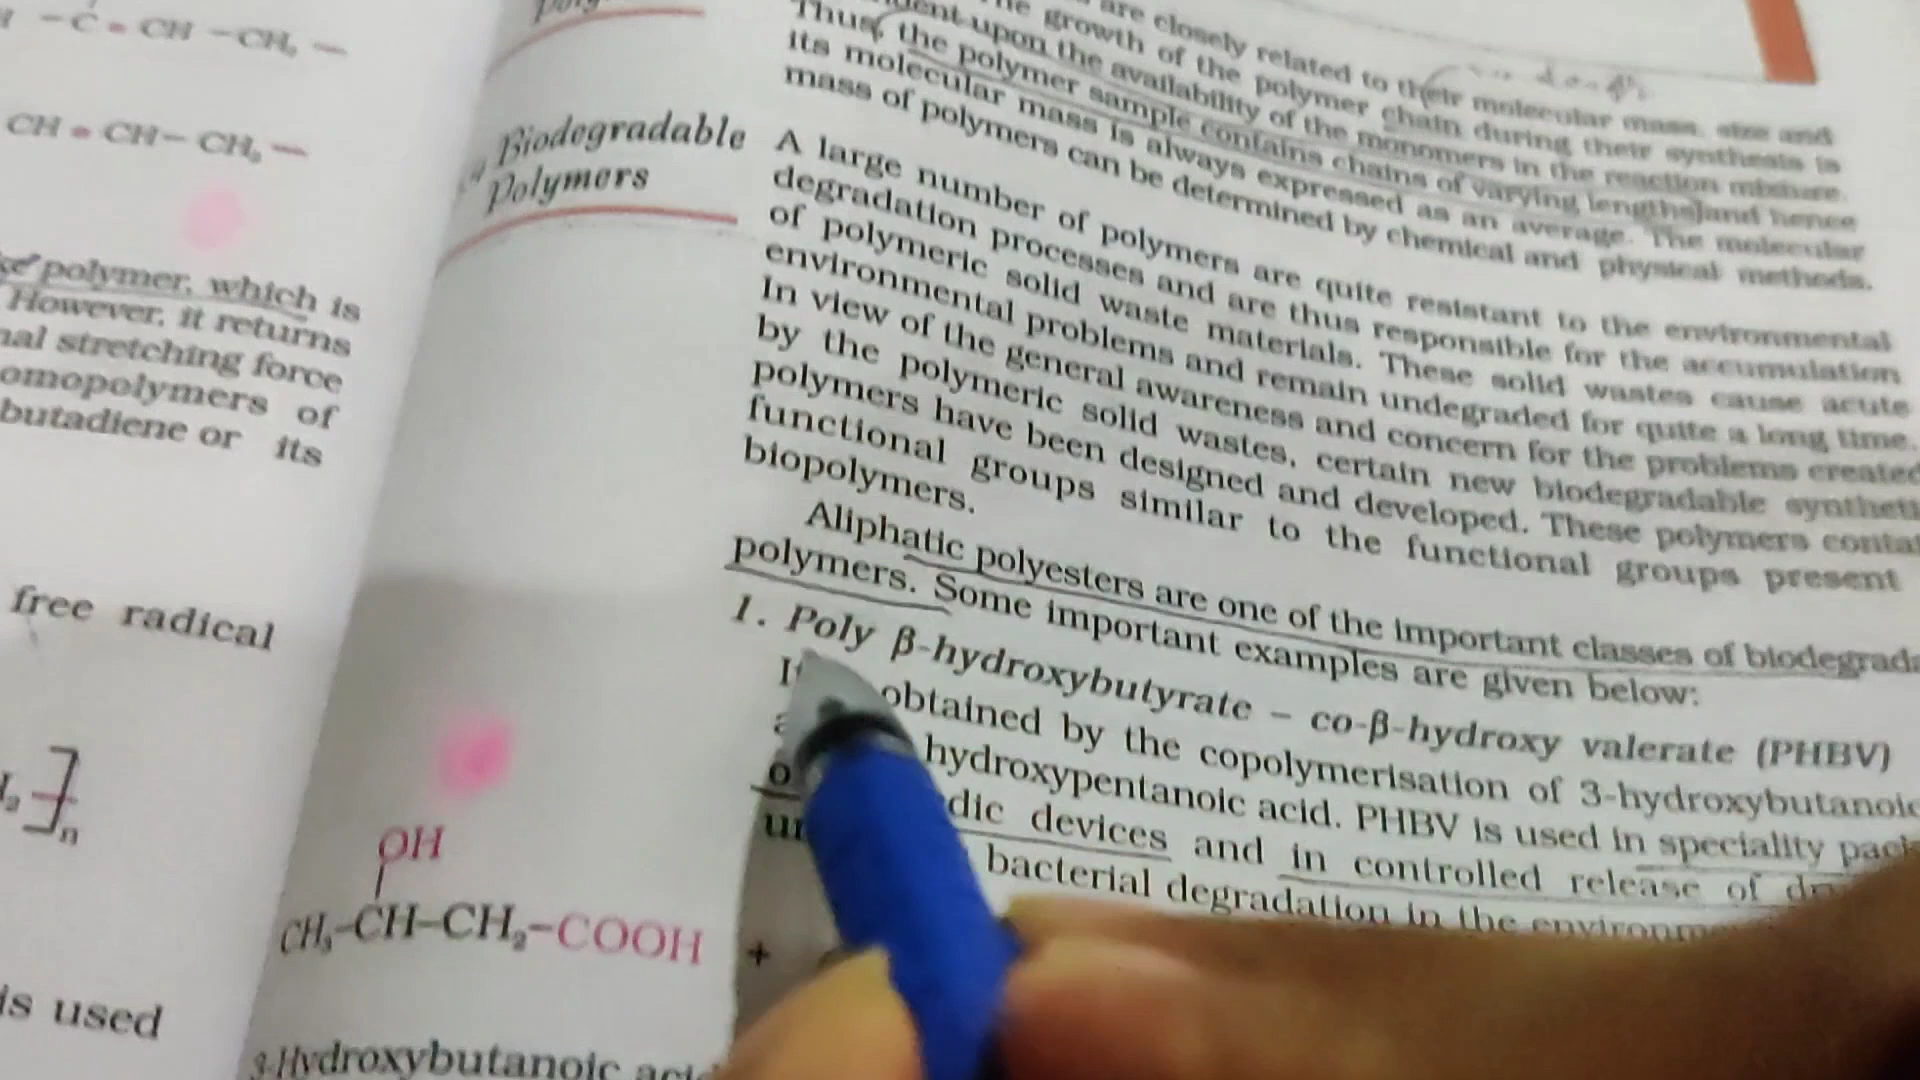 -CH -CH₂ —
CH = CH — CH₂ —
polymer, which is
However, it returns
stretching force
omopolymers of
butadiene or its
free radical
]n
is used
Biodegradable
Polymers
are closely related to their molecular mass, size and
growth of the polymer chain during their synthesis is
upon the availability of the monomers in the reaction mixture.
Thus, the polymer sample contains chains of varying lengths and hence
its molecular mass is always expressed as an average. The molecular
mass of polymers can be determined by chemical and physical methods.
A large number of polymers are quite resistant to the environmental
degradation processes and are thus responsible for the accumulation
of polymeric solid waste materials. These solid wastes cause acute
environmental problems and remain undegraded for quite a long time.
In view of the general awareness and concern for the problems created
by the polymeric solid wastes, certain new biodegradable syntheti
polymers have been designed and developed. These polymers contai
functional groups similar to the functional groups present
biopolymers.
Aliphatic polyesters are one of the important classes of biodegrada
polymers. Some important examples are given below:
1. Poly β-hydroxybutyrate – co-β-hydroxy valerate (PHBV)
obtained by the copolymerisation of 3-hydroxybutanoic
hydroxypentanoic acid. PHBV is used in speciality pack
dic devices and in controlled release of dr
bacterial degradation in the environm
OH
CH₃–CH–CH₂–COOH +
3-Hydroxybutanoic acid